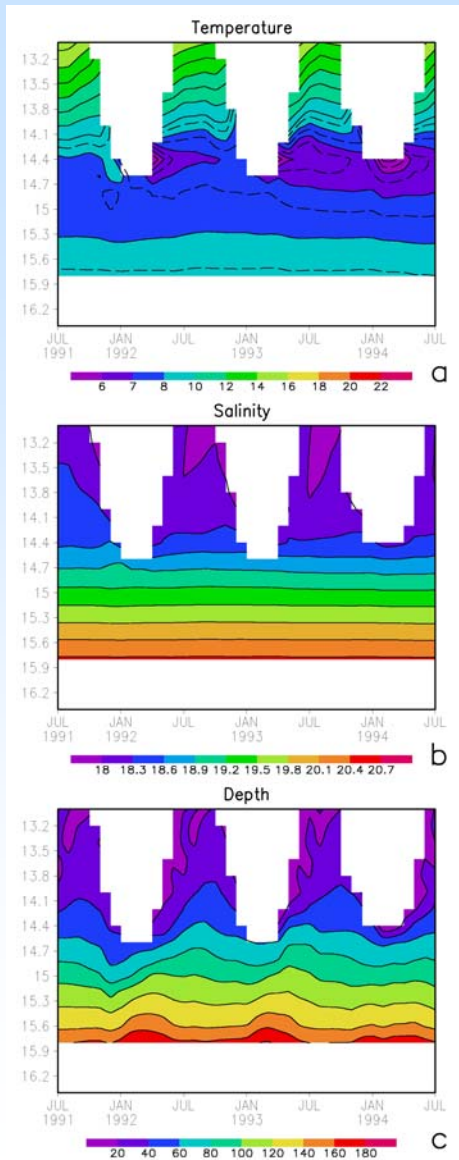 Temperature
13.2
13.5
13.8
14.1
14.4
14.7
15
15.3
15.6
15.9
16.2
JUL JAN JUL JAN JUL JAN JUL
1991 1992 1993 1994
6 7 8 10 12 14 16 18 20 22
a
Salinity
13.2
13.5
13.8
14.1
14.4
14.7
15
15.3
15.6
15.9
16.2
JUL JAN JUL JAN JUL JAN JUL
1991 1992 1993 1994
18 18.3 18.6 18.9 19.2 19.5 19.8 20.1 20.4 20.7
b
Depth
13.2
13.5
13.8
14.1
14.4
14.7
15
15.3
15.6
15.9
16.2
JUL JAN JUL JAN JUL JAN JUL
1991 1992 1993 1994
20 40 60 80 100 120 140 160 180
c